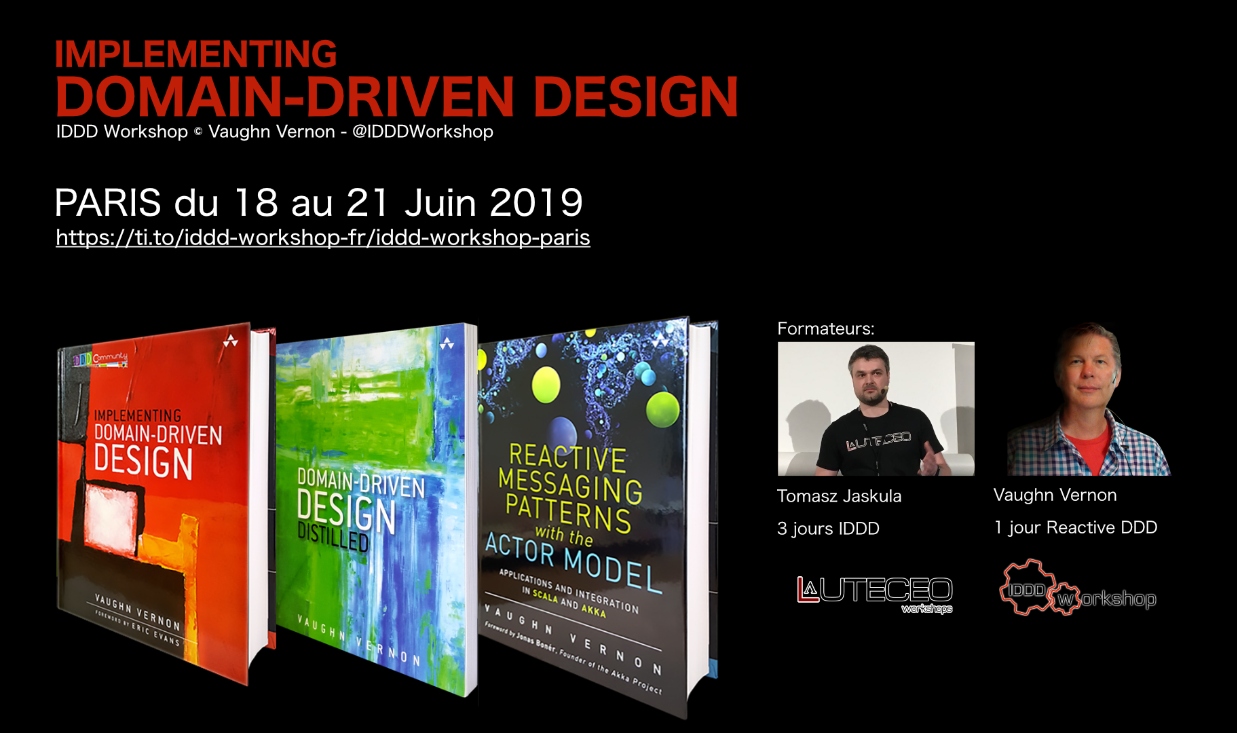 IMPLEMENTING
DOMAIN-DRIVEN DESIGN
IDDD Workshop © Vaughn Vernon - @IDDDWorkshop
PARIS du 18 au 21 Juin 2019
https://ti.to/iddd-workshop-fr/iddd-workshop-paris
DDD Community
IMPLEMENTING
DOMAIN-DRIVEN
DESIGN
VAUGHN VERNON
FOREWORD BY ERIC EVANS
DOMAIN-DRIVEN
DESIGN
DISTILLED
VAUGHN VERNON
REACTIVE
MESSAGING
PATTERNS
with the
ACTOR MODEL
APPLICATIONS AND INTEGRATION
IN SCALA AND AKKA
VAUGHN VERNON
Foreword by Jonas Bonér, Founder of the Akka Project
Formateurs:
LAUTECEO
Tomasz Jaskula
3 jours IDDD
LAUTECEO
workshops
Vaughn Vernon
1 jour Reactive DDD
IDDD Workshop